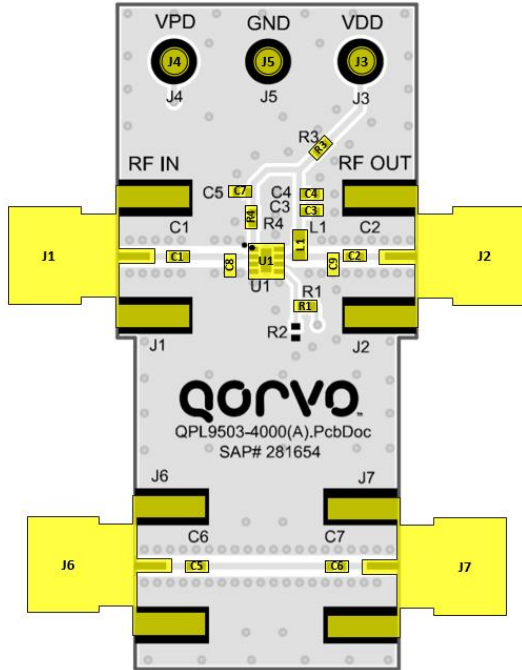 VPD GND VDD
J4 J5 J3
J4 J5 J3
R3
R3
RF IN RF OUT
C5 C7 C4 C4
C3 C3
R4 R4
C1 L1 C2
L1
J1 C1 C8 U1 C9 C2 J2
U1 R1
R1
R2
J1 J2
QORVO™
QPL9503-4000(A).PcbDoc
SAP# 281654
J6 J7
C6 C7
J6 C5 C6 J7